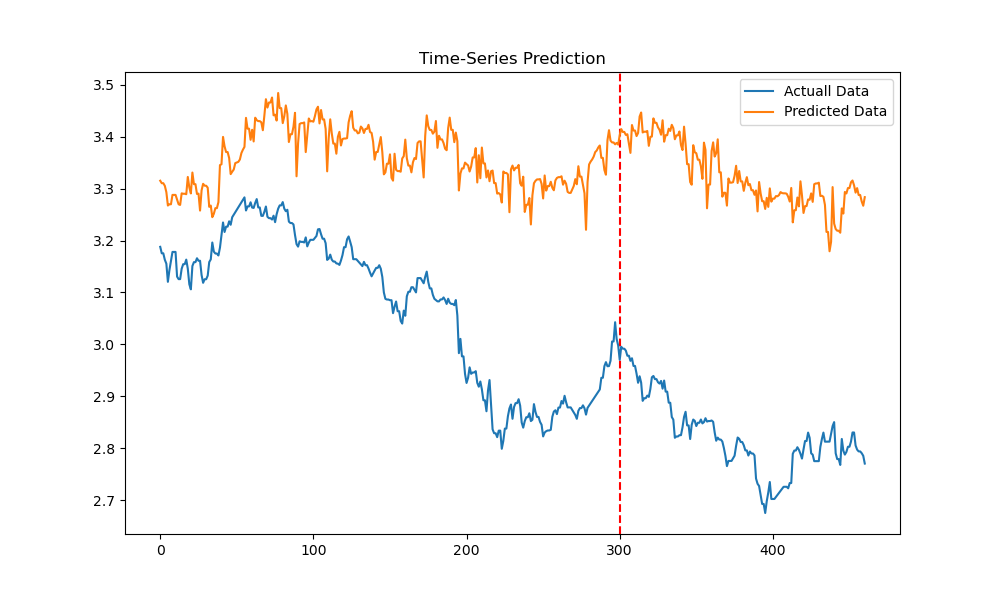 Time-Series Prediction
Actuall Data
Predicted Data
3.5
3.4
3.3
3.2
3.1
3.0
2.9
2.8
2.7
0 100 200 300 400